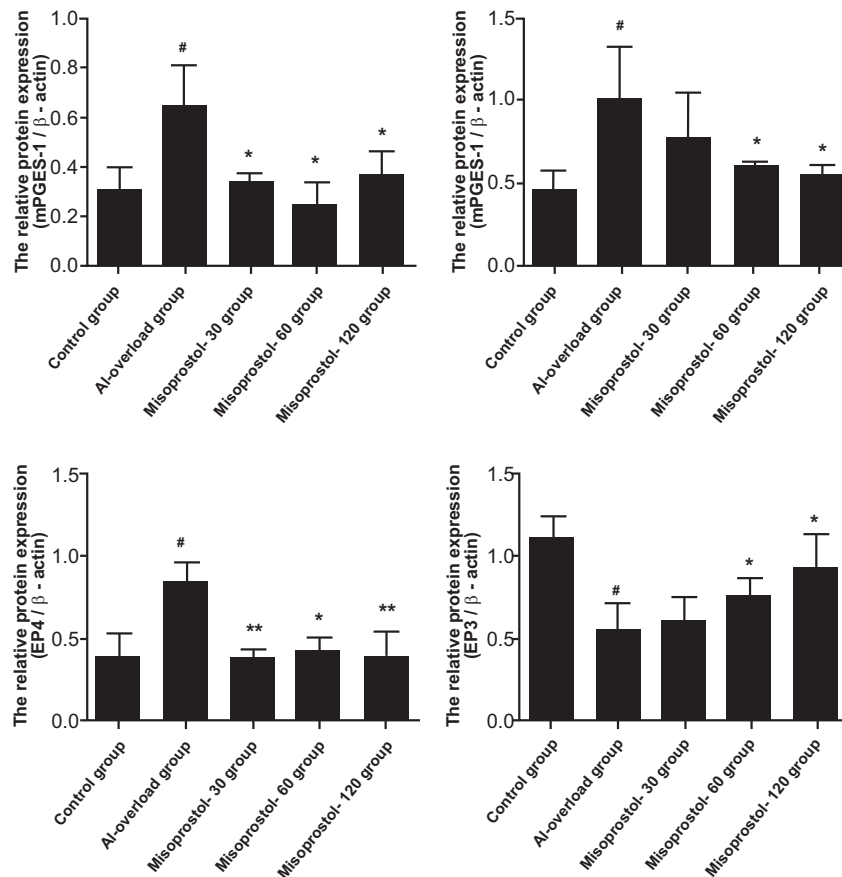 The relative protein expression
(mPGES-1 / β - actin)
1.0
0.8
0.6
0.4
0.2
0.0
#
*
*
*
Control group
Al-overload group
Misoprostol- 30 group
Misoprostol- 60 group
Misoprostol- 120 group
The relative protein expression
(mPGES-1 / β - actin)
1.5
1.0
0.5
0.0
#
*
*
Control group
Al-overload group
Misoprostol- 30 group
Misoprostol- 60 group
Misoprostol- 120 group
The relative protein expression
(EP4 / β - actin)
1.5
1.0
0.5
0.0
#
**
*
**
Control group
Al-overload group
Misoprostol- 30 group
Misoprostol- 60 group
Misoprostol- 120 group
The relative protein expression
(EP3 / β - actin)
1.5
1.0
0.5
0.0
#
*
*
Control group
Al-overload group
Misoprostol- 30 group
Misoprostol- 60 group
Misoprostol- 120 group